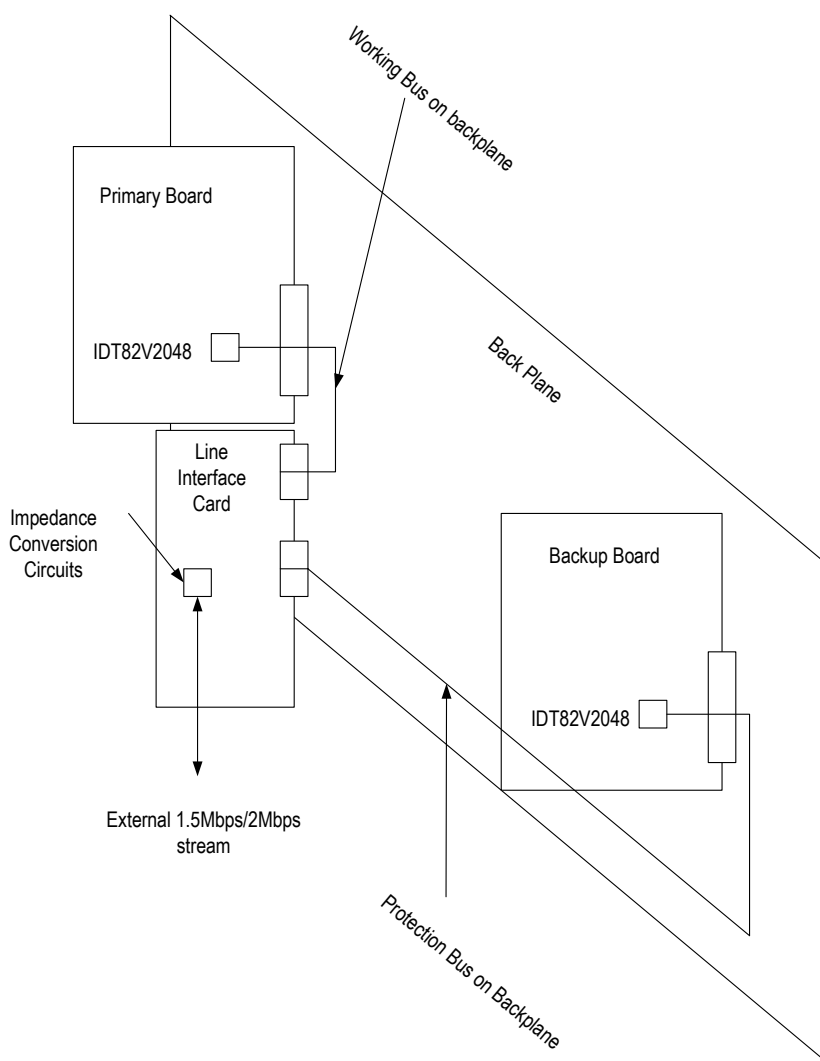 Working Bus on backplane
Primary Board
IDT82V2048
Back Plane
Line
Interface
Card
Impedance
Conversion
Circuits
Backup Board
IDT82V2048
External 1.5Mbps/2Mbps
stream
Protection Bus on Backplane